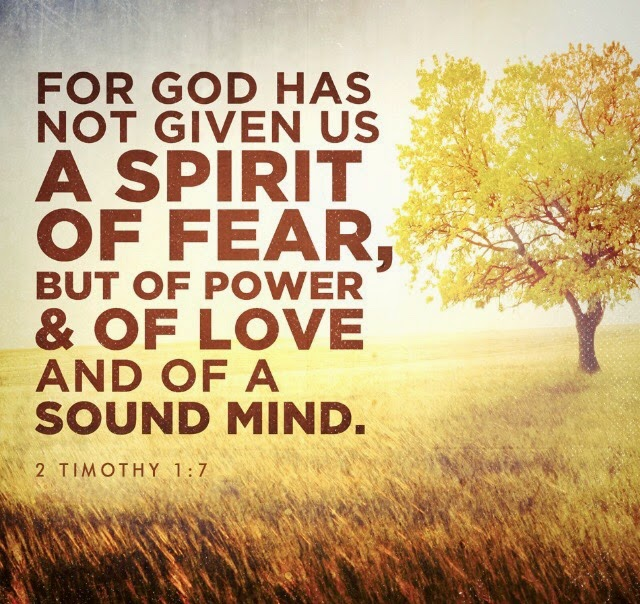 FOR GOD HAS
NOT GIVEN US
A SPIRIT
OF FEAR,
BUT OF POWER
& OF LOVE
AND OF A
SOUND MIND.
2 TIMOTHY 1:7